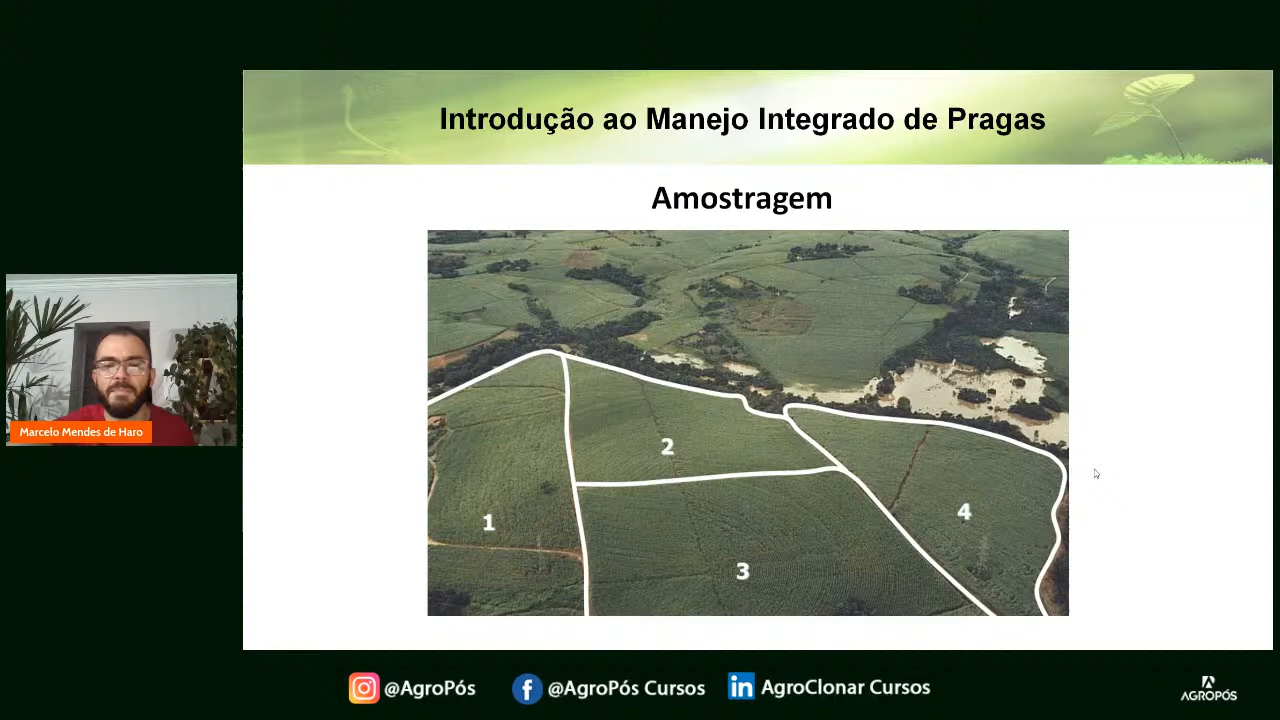 Introdução ao Manejo Integrado de Pragas
Amostragem
1
2
3
4
Marcelo Mendes de Haro
@AgroPós
@AgroPós Cursos
AgroClonar Cursos
AGROPÓS